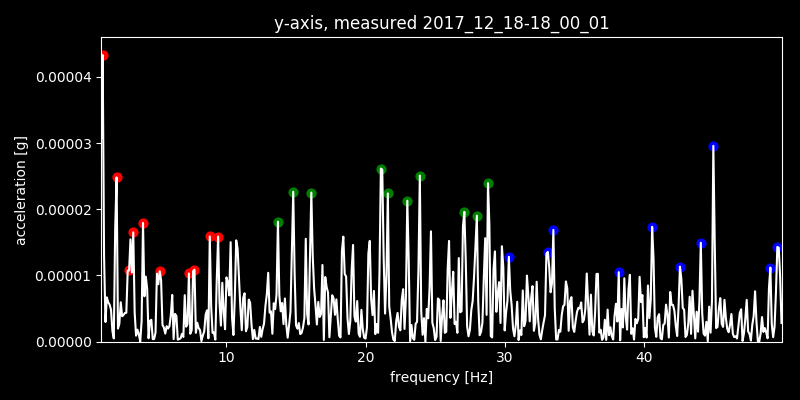 y-axis, measured 2017_12_18-18_00_01
0.00004
0.00003
0.00002
0.00001
0.00000
acceleration [g]
10 20 30 40
frequency [Hz]